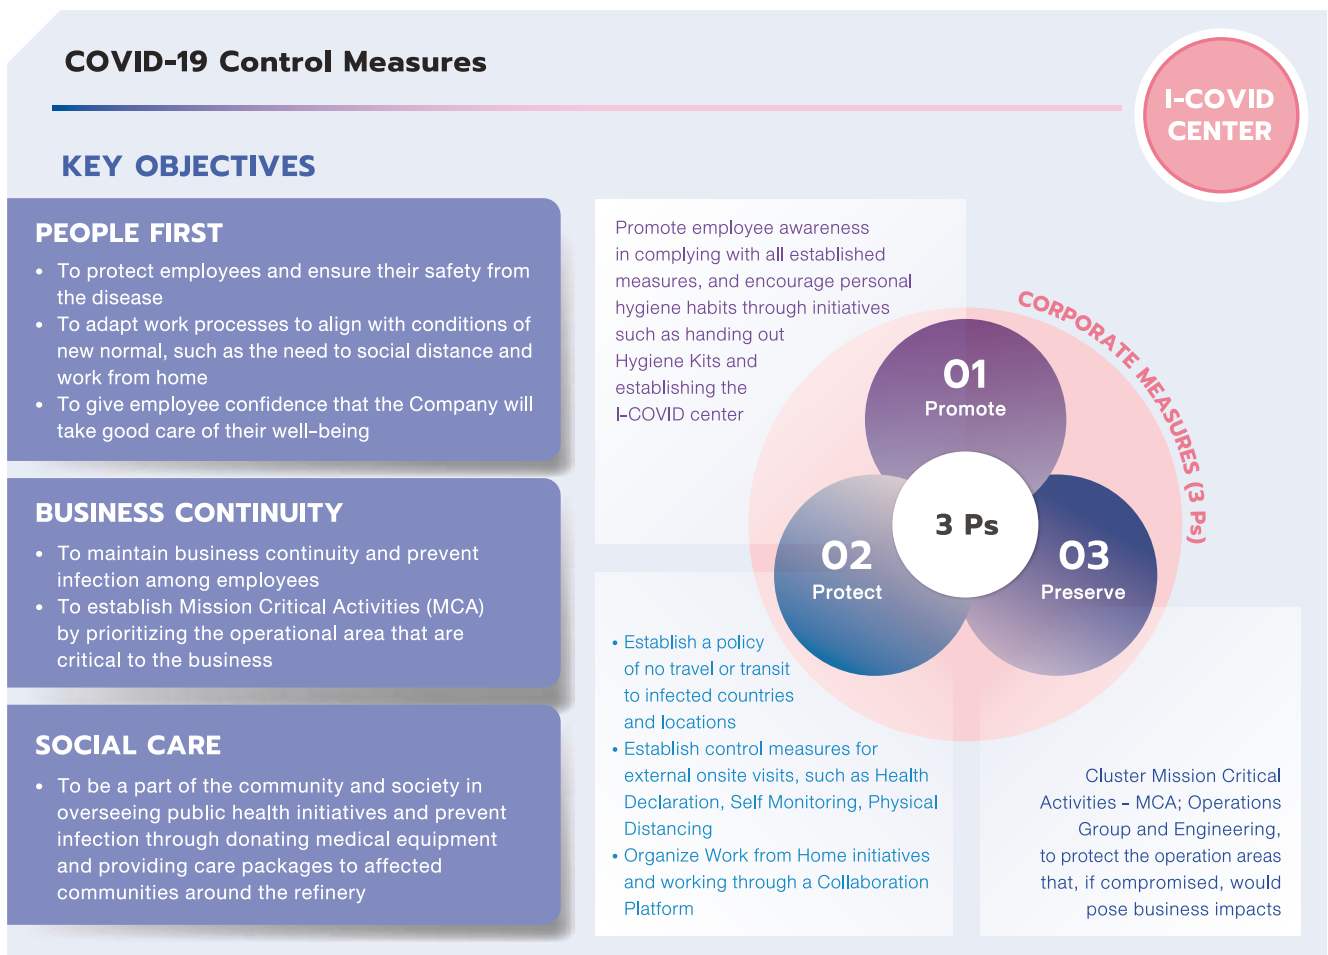 COVID-19 Control Measures
I-COVID
CENTER
KEY OBJECTIVES
PEOPLE FIRST
• To protect employees and ensure their safety from
the disease
• To adapt work processes to align with conditions of
new normal, such as the need to social distance and
work from home
• To give employee confidence that the Company will
take good care of their well-being
BUSINESS CONTINUITY
• To maintain business continuity and prevent
infection among employees
• To establish Mission Critical Activities (MCA)
by prioritizing the operational area that are
critical to the business
SOCIAL CARE
• To be a part of the community and society in
overseeing public health initiatives and prevent
infection through donating medical equipment
and providing care packages to affected
communities around the refinery
Promote employee awareness
in complying with all established
measures, and encourage personal
hygiene habits through initiatives
such as handing out
Hygiene Kits and
establishing the
I-COVID center
CORPORATE MEASURES (3 Ps)
01
Promote
3 Ps
02
Protect
03
Preserve
• Establish a policy
of no travel or transit
to infected countries
and locations
• Establish control measures for
external onsite visits, such as Health
Declaration, Self Monitoring, Physical
Distancing
• Organize Work from Home initiatives
and working through a Collaboration
Platform
Cluster Mission Critical
Activities - MCA; Operations
Group and Engineering,
to protect the operation areas
that, if compromised, would
pose business impacts